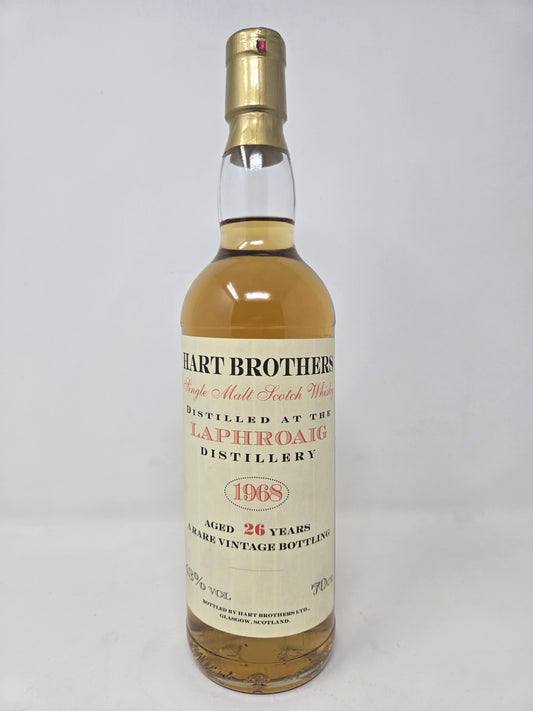 HART BROTHERS
Single Malt Scotch Whisky
DISTILLED AT THE
LAPHROAIG
DISTILLERY
1968
AGED 26 YEARS
A RARE VINTAGE BOTTLING
43% VOL 70cl
BOTTLED BY HART BROTHERS LTD.,
GLASGOW, SCOTLAND.